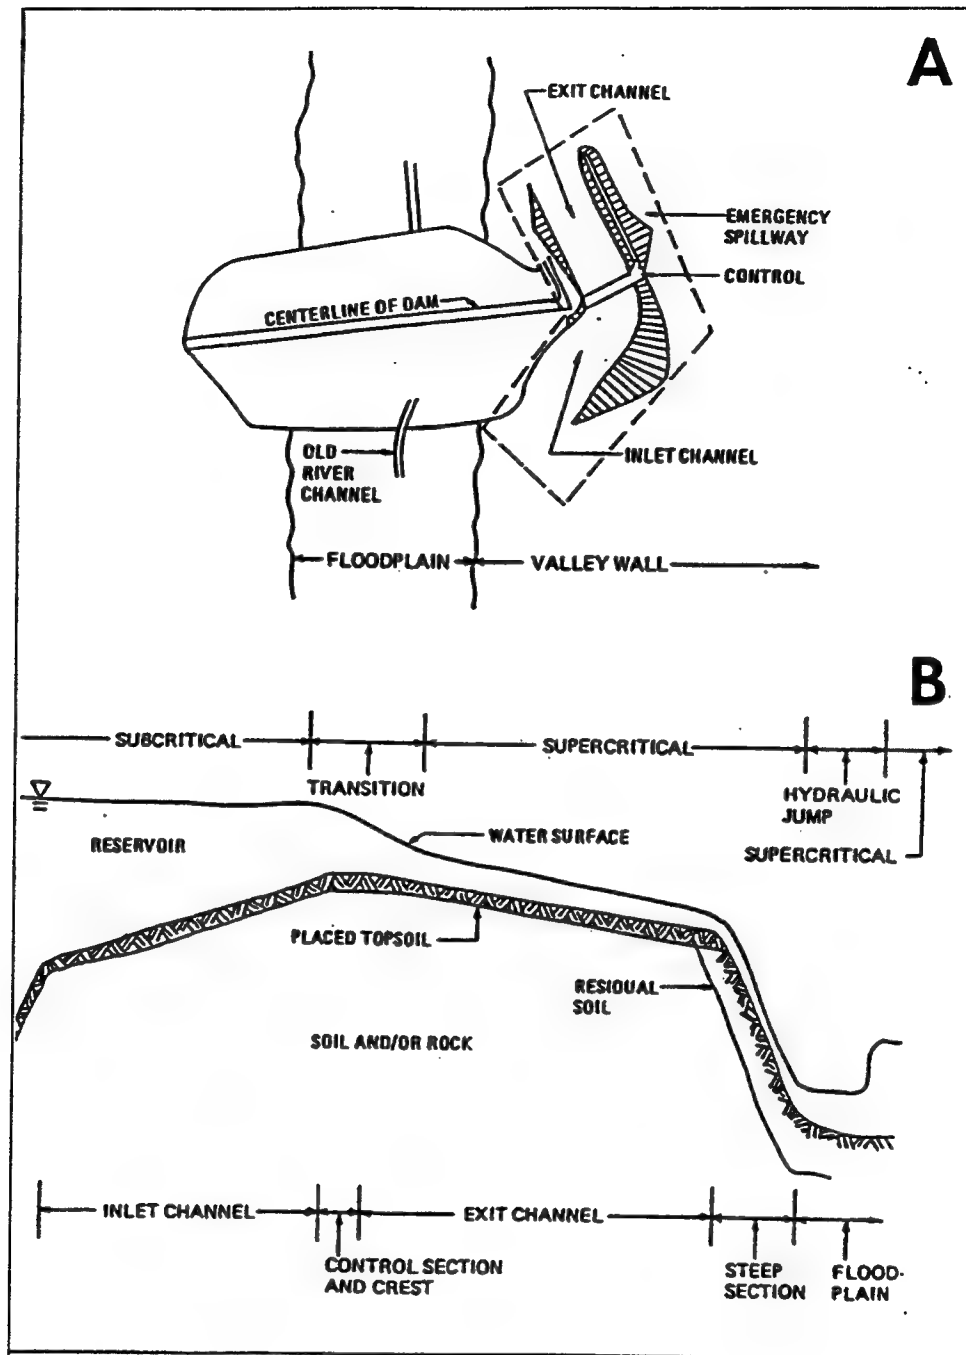 A
EXIT CHANNEL
EMERGENCY
SPILLWAY
CONTROL
CENTERLINE OF DAM
OLD
RIVER
CHANNEL
INLET CHANNEL
FLOODPLAIN
VALLEY WALL
B
SUBCRITICAL
SUPERCRITICAL
TRANSITION
HYDRAULIC
JUMP
WATER SURFACE
RESERVOIR
SUPERCRITICAL
PLACED TOPSOIL
RESIDUAL
SOIL
SOIL AND/OR ROCK
INLET CHANNEL
EXIT CHANNEL
CONTROL SECTION
AND CREST
STEEP
SECTION
FLOOD-
PLAIN